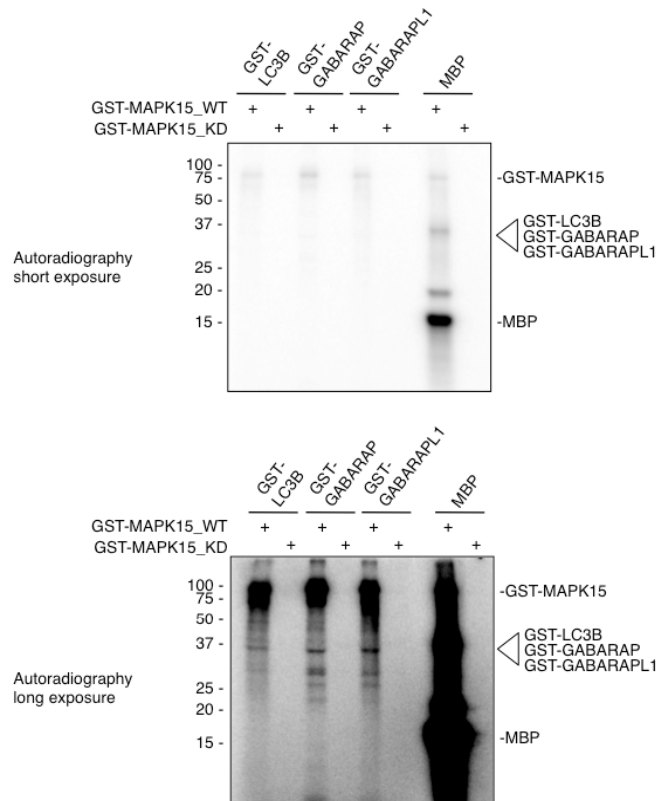 GST-
LC3B
GST-
GABARAP
GST-
GABARAPL1
MBP
GST-MAPK15_WT + + + +
GST-MAPK15_KD + + + +
100 -
75 -
50 -
37 -
25 -
20 -
15 -
-GST-MAPK15
GST-LC3B
GST-GABARAP
GST-GABARAPL1
-MBP
Autoradiography
short exposure
GST-
LC3B
GST-
GABARAP
GST-
GABARAPL1
MBP
GST-MAPK15_WT + + + +
GST-MAPK15_KD + + + +
100 -
75 -
50 -
37 -
25 -
20 -
15 -
-GST-MAPK15
GST-LC3B
GST-GABARAP
GST-GABARAPL1
-MBP
Autoradiography
long exposure